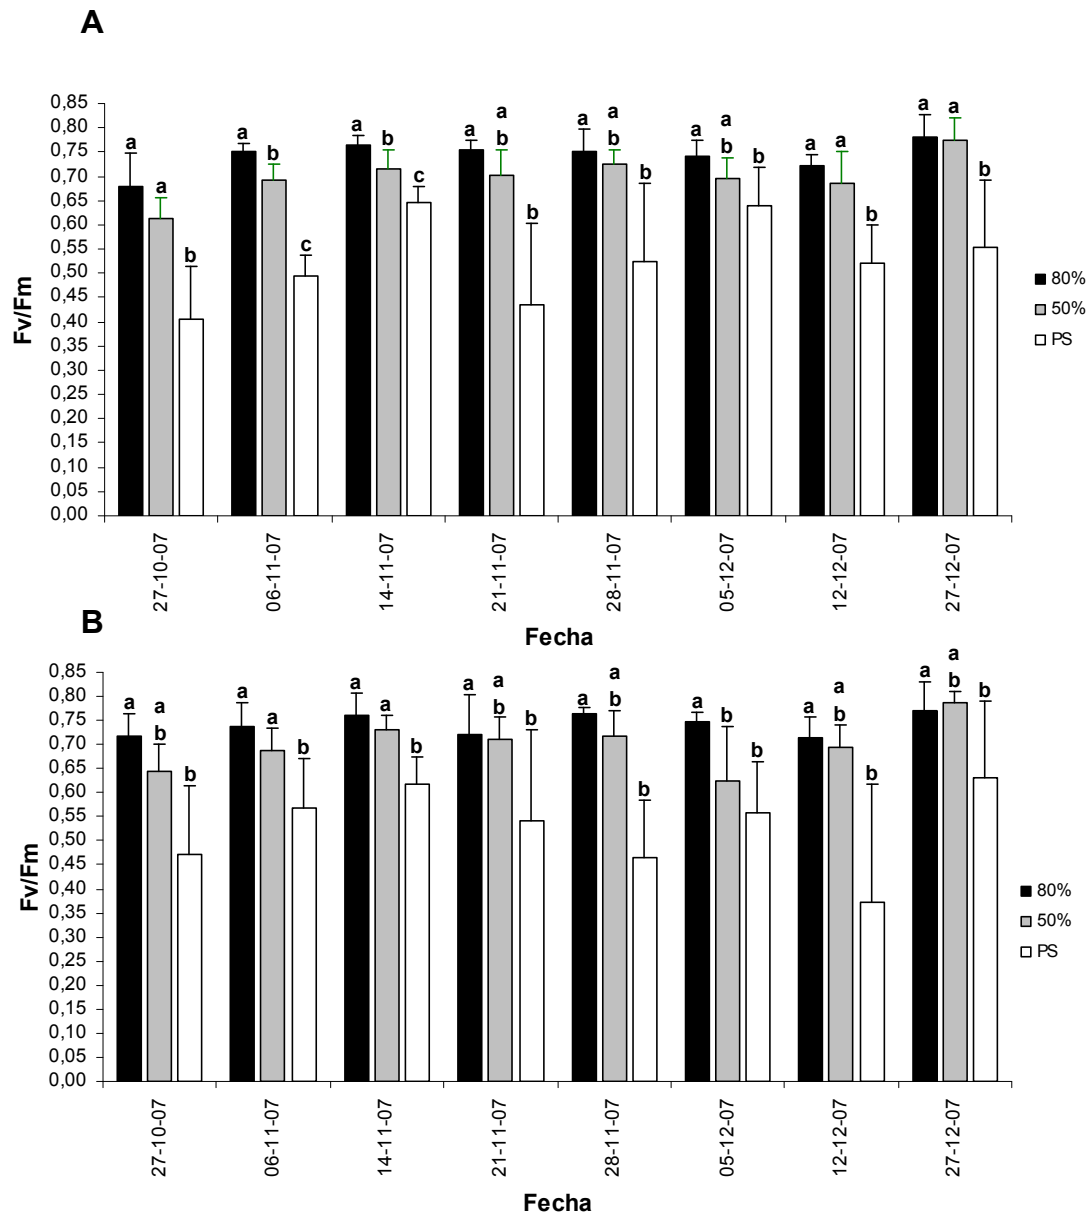 A
0,85
0,80
0,75
0,70
0,65
0,60
0,55
0,50
0,45
0,40
0,35
0,30
0,25
0,20
0,15
0,10
0,05
0,00
Fv/Fm
a a b
a b c
a b c
a a b b
a a b b
a a b b
a a b
a a b
27-10-07
06-11-07
14-11-07
21-11-07
28-11-07
05-12-07
12-12-07
27-12-07
Fecha
80%
50%
PS
B
0,85
0,80
0,75
0,70
0,65
0,60
0,55
0,50
0,45
0,40
0,35
0,30
0,25
0,20
0,15
0,10
0,05
0,00
Fv/Fm
a a b b
a a b
a a b
a a b b
a a b b
a b b
a a b b
a a b b
27-10-07
06-11-07
14-11-07
21-11-07
28-11-07
05-12-07
12-12-07
27-12-07
Fecha
80%
50%
PS